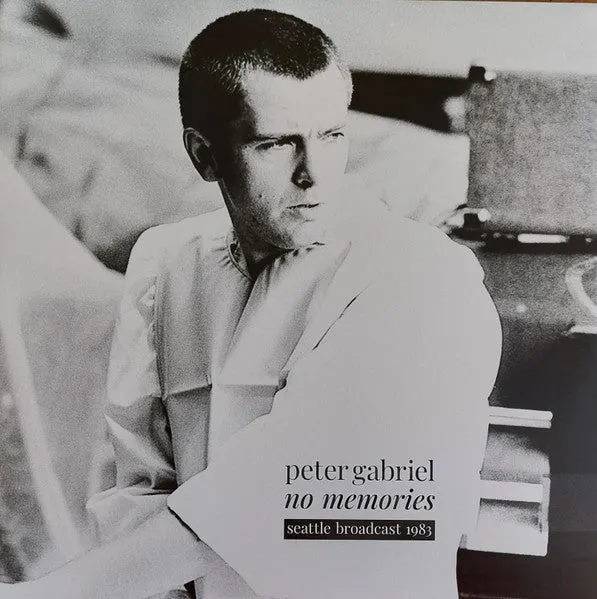 peter gabriel
no memories
seattle broadcast 1983